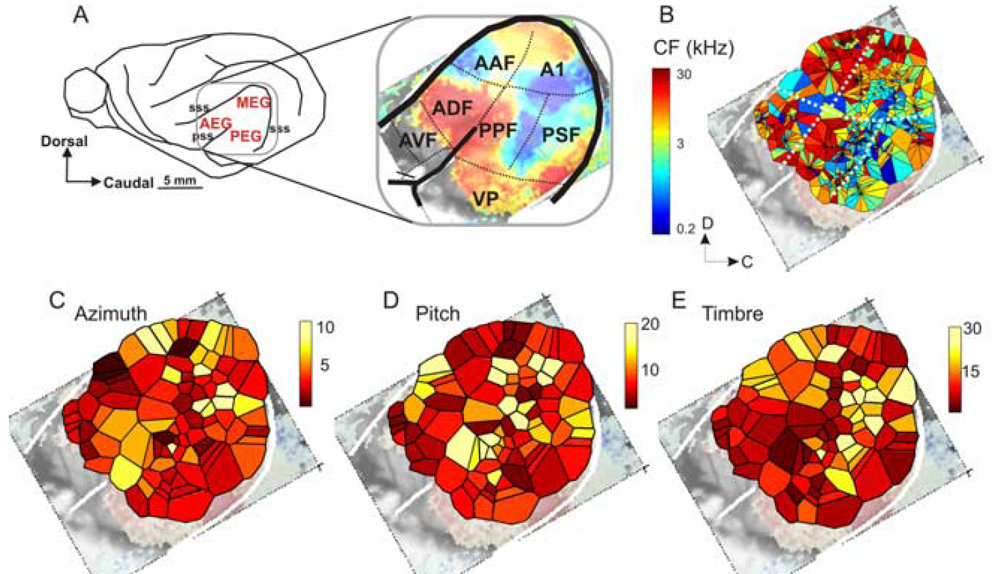 A
B
CF (kHz)
30
3
0.2
D
C
AAF
A1
ADF
PPF
PSF
AVF
VP
sss
MEG
AEG
sss
pss
PEG
Dorsal
Caudal
5 mm
C
Azimuth
10
5
D
Pitch
20
10
E
Timbre
30
15